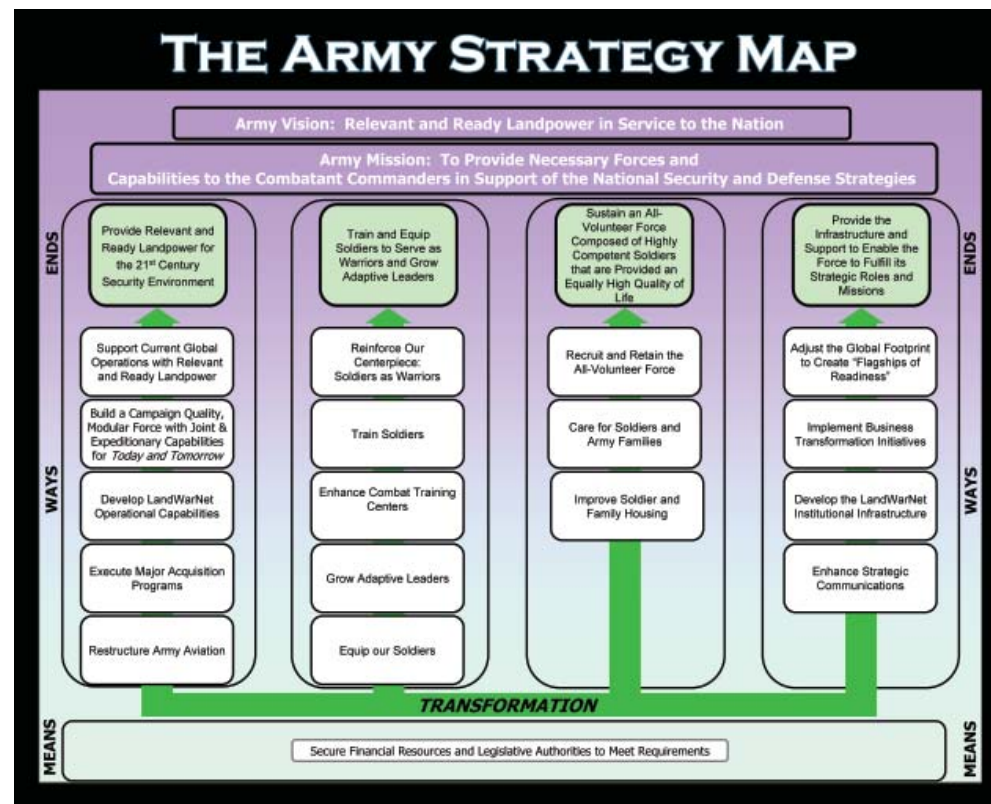 THE ARMY STRATEGY MAP
Army Vision: Relevant and Ready Landpower in Service to the Nation
Army Mission: To Provide Necessary Forces and
Capabilities to the Combatant Commanders in Support of the National Security and Defense Strategies
ENDS
Provide Relevant and
Ready Landpower for
the 21st Century
Security Environment
Train and Equip
Soldiers to Serve as
Warriors and Grow
Adaptive Leaders
Sustain an All-
Volunteer Force
Composed of Highly
Competent Soldiers
that are Provided an
Equally High Quality of
Life
Provide the
Infrastructure and
Support to Enable the
Force to Fulfill its
Strategic Roles and
Missions
ENDS
WAYS
Support Current Global
Operations with Relevant
and Ready Landpower
Build a Campaign Quality,
Modular Force with Joint &
Expeditionary Capabilities
for Today and Tomorrow
Develop LandWarNet
Operational Capabilities
Execute Major Acquisition
Programs
Restructure Army Aviation
Reinforce Our
Centerpiece:
Soldiers as Warriors
Train Soldiers
Enhance Combat Training
Centers
Grow Adaptive Leaders
Equip our Soldiers
Recruit and Retain the
All-Volunteer Force
Care for Soldiers and
Army Families
Improve Soldier and
Family Housing
Adjust the Global Footprint
to Create "Flagships of
Readiness"
Implement Business
Transformation Initiatives
Develop the LandWarNet
Institutional Infrastructure
Enhance Strategic
Communications
WAYS
TRANSFORMATION
MEANS
Secure Financial Resources and Legislative Authorities to Meet Requirements
MEANS